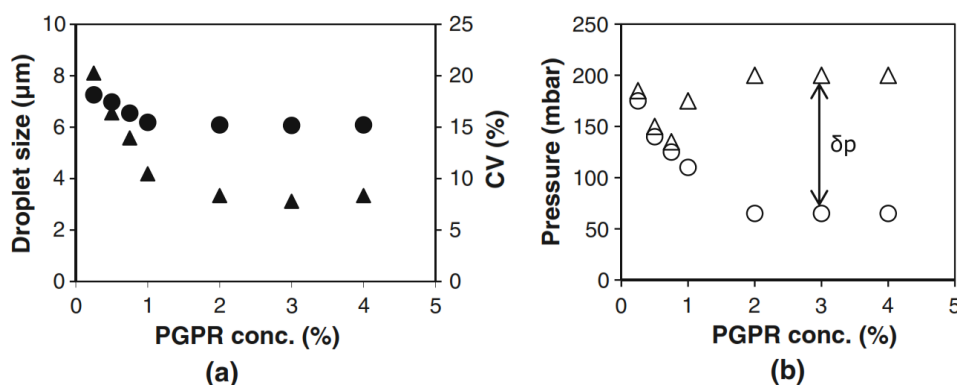 10
8
6
4
2
0
Droplet size (µm)
25
20
15
10
5
0
CV (%)
0 1 2 3 4 5
PGPR conc. (%)
(a)
250
200
150
100
50
0
Pressure (mbar)
δp
0 1 2 3 4 5
PGPR conc. (%)
(b)